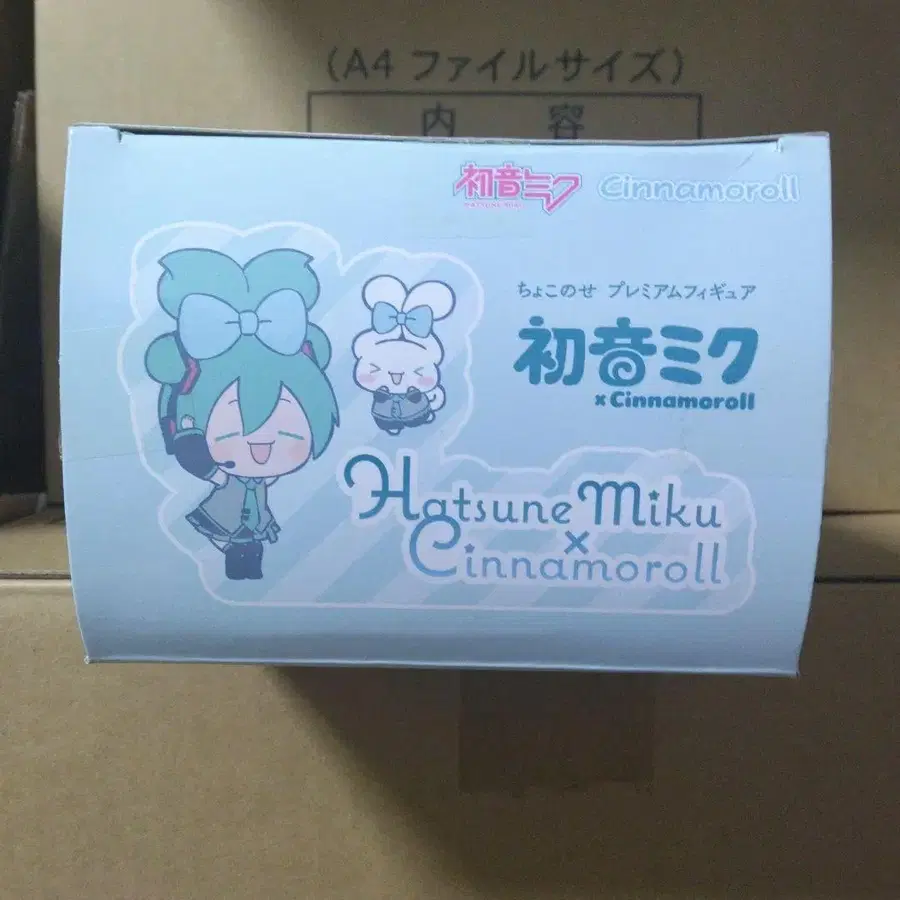 （A4 ファイルサイズ）
内 容
初音ミク Cinnamoroll
HATSUNE MIKU
ちょこのせ プレミアムフィギュア
初音ミク
×Cinnamoroll
Hatsune Miku
×
Cinnamoroll